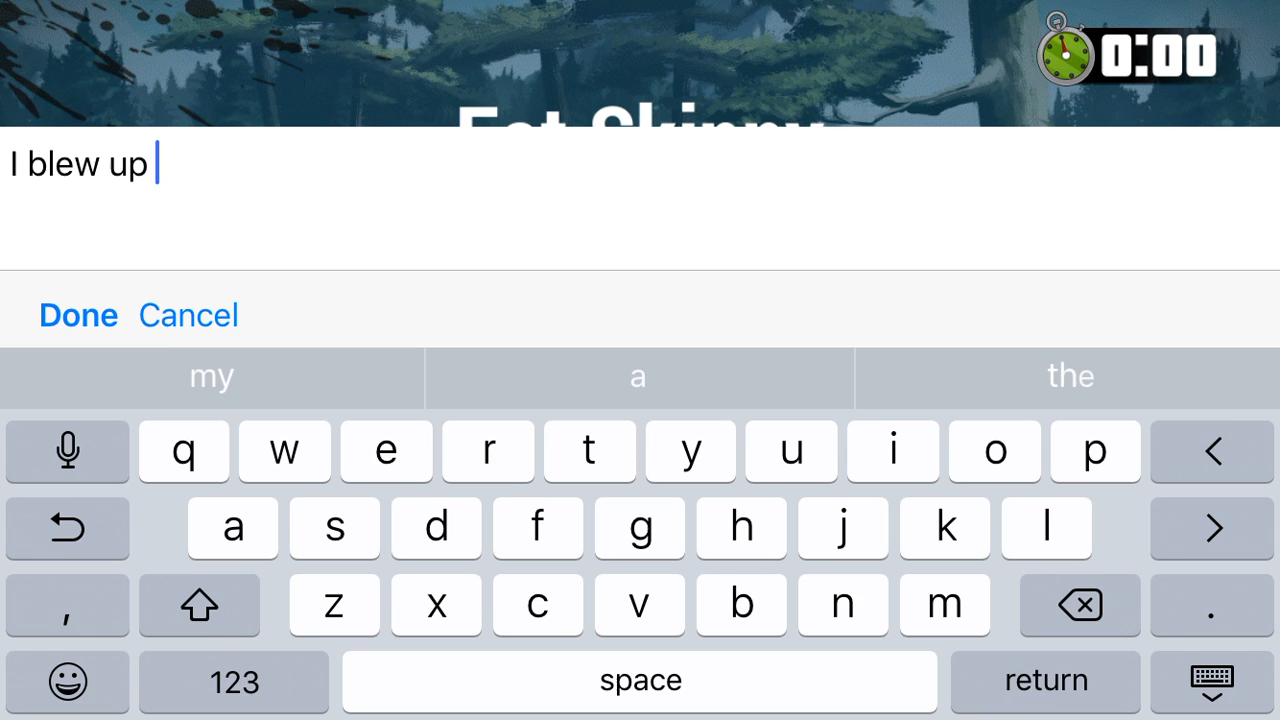 0:00
I blew up
Done Cancel
my a the
q w e r t y u i o p <
a s d f g h j k l >
, z x c v b n m .
123 space return